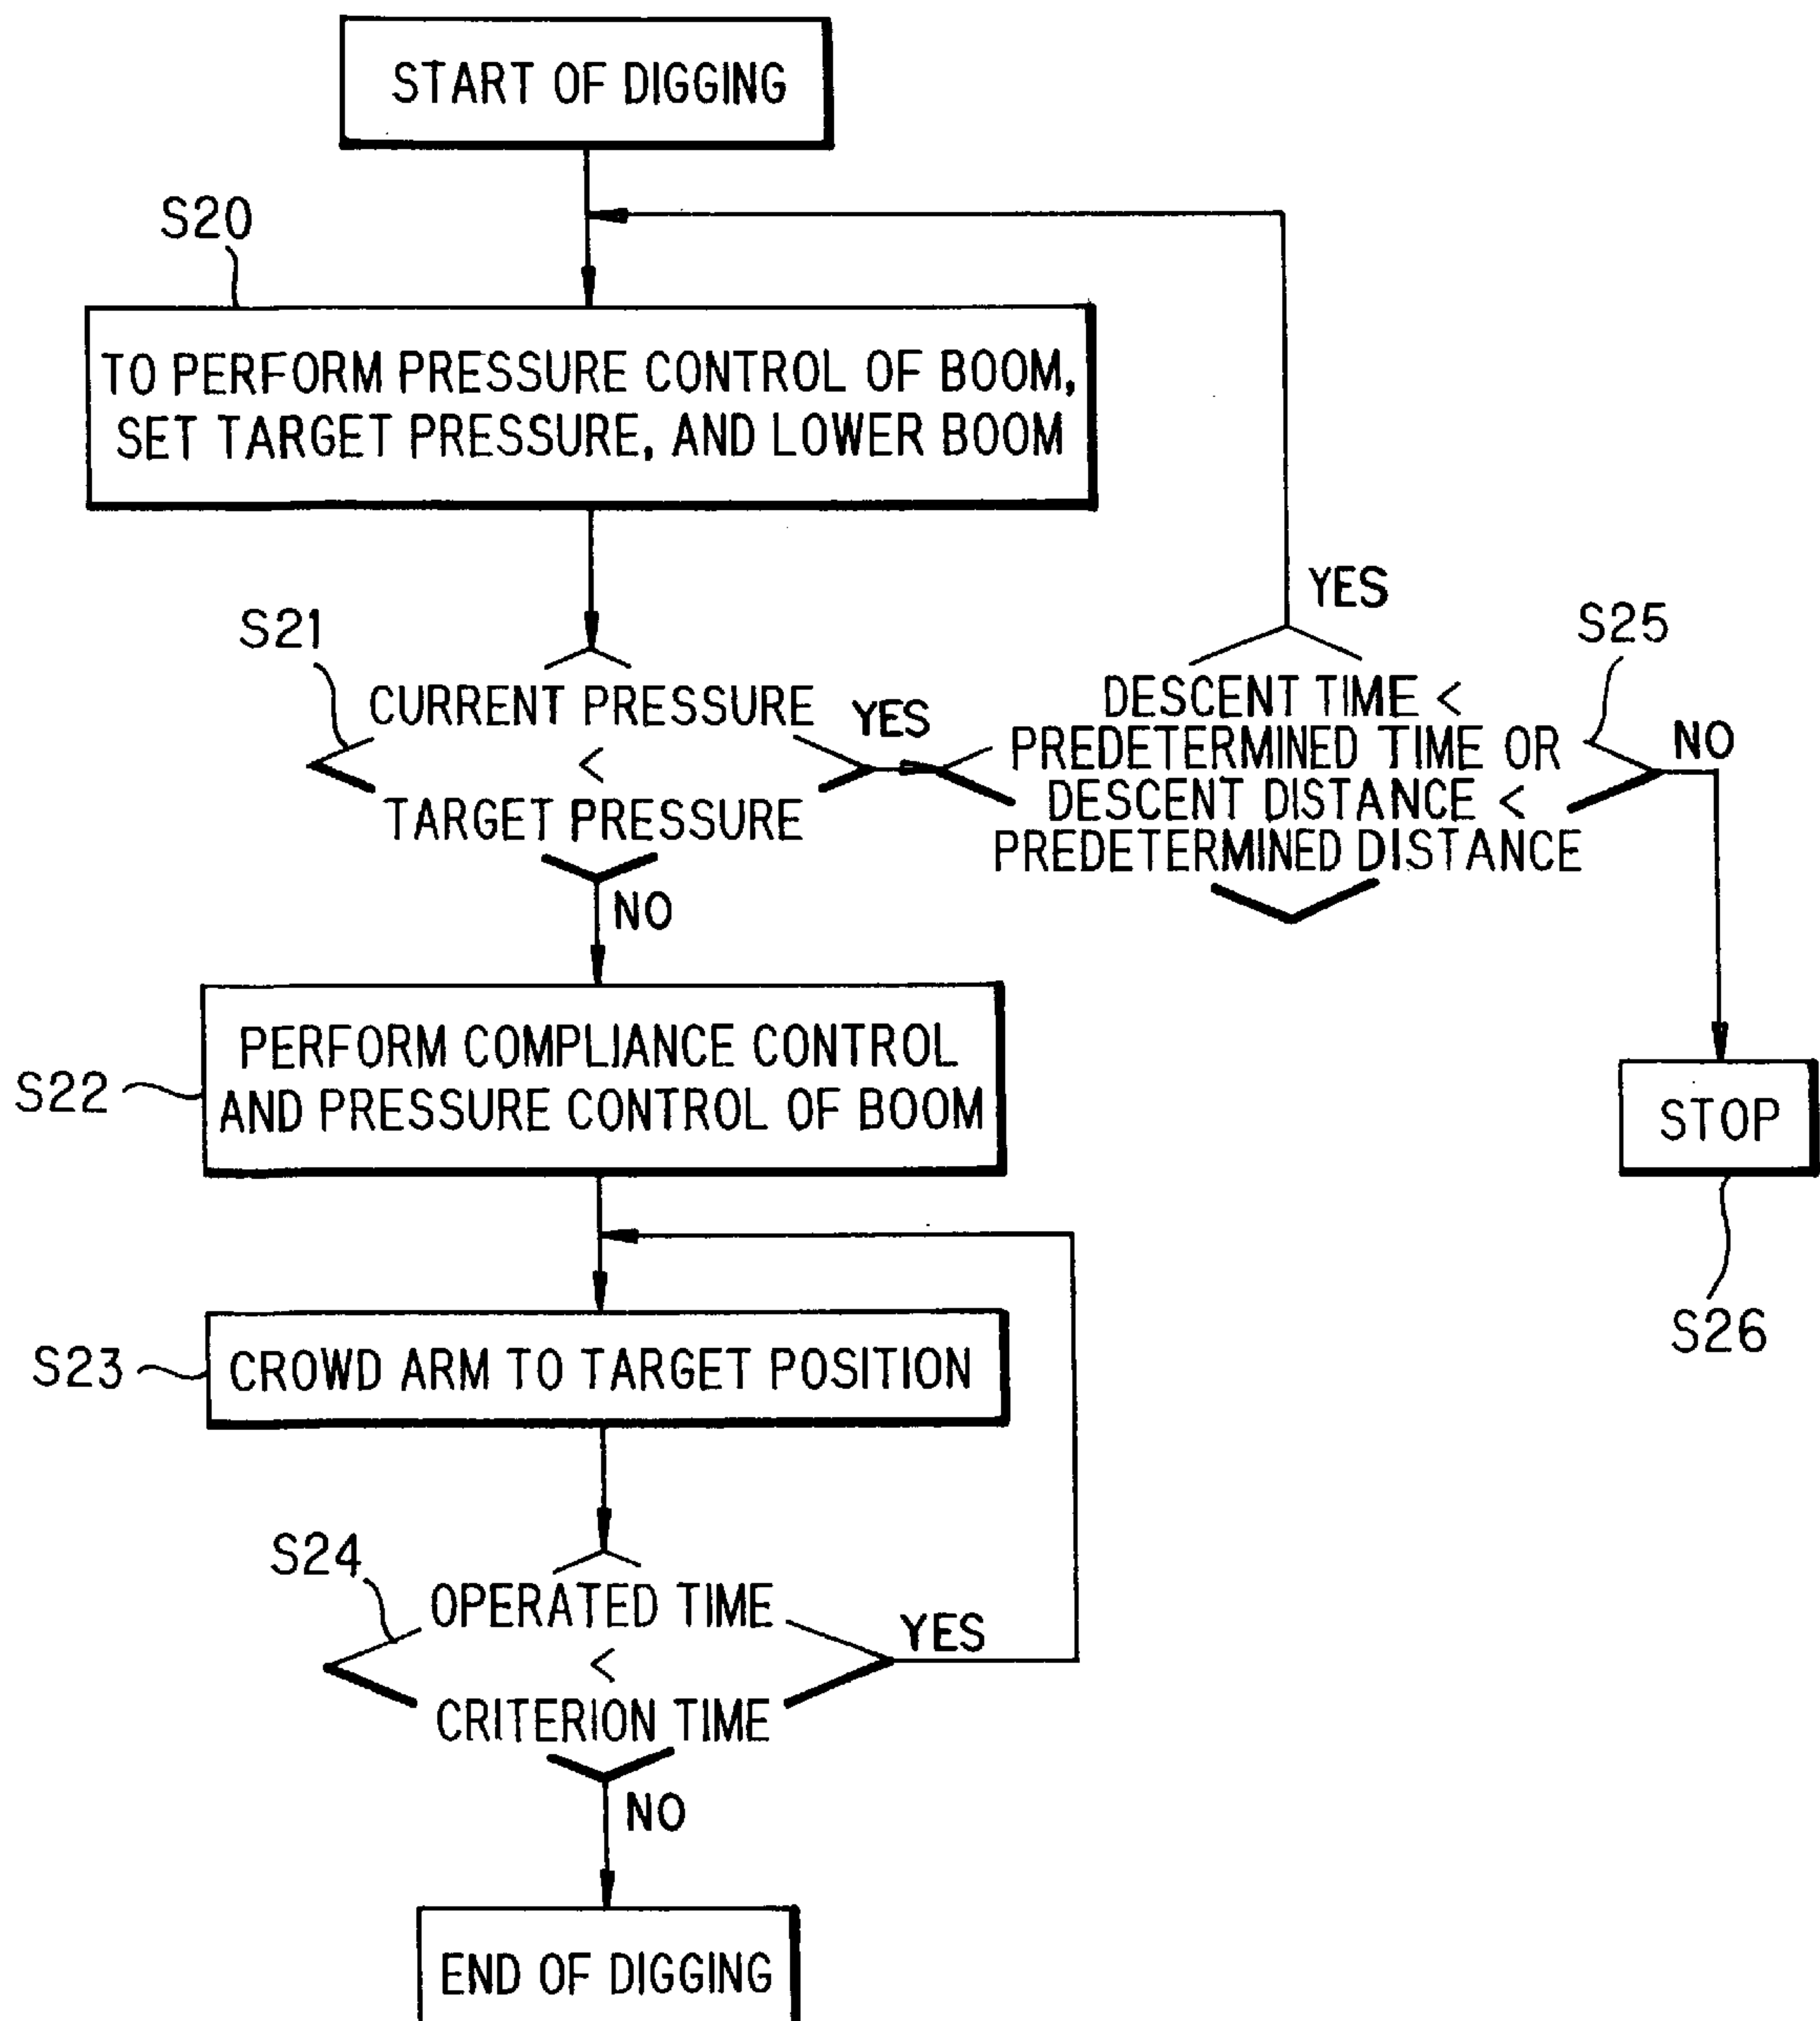 START OF DIGGING
S20
TO PERFORM PRESSURE CONTROL OF BOOM,
SET TARGET PRESSURE, AND LOWER BOOM
S21
CURRENT PRESSURE
<
TARGET PRESSURE
YES
NO
YES
S25
DESCENT TIME <
PREDETERMINED TIME OR
DESCENT DISTANCE <
PREDETERMINED DISTANCE
NO
S22
PERFORM COMPLIANCE CONTROL
AND PRESSURE CONTROL OF BOOM
STOP
S26
S23
CROWD ARM TO TARGET POSITION
S24
OPERATED TIME
<
CRITERION TIME
YES
NO
END OF DIGGING